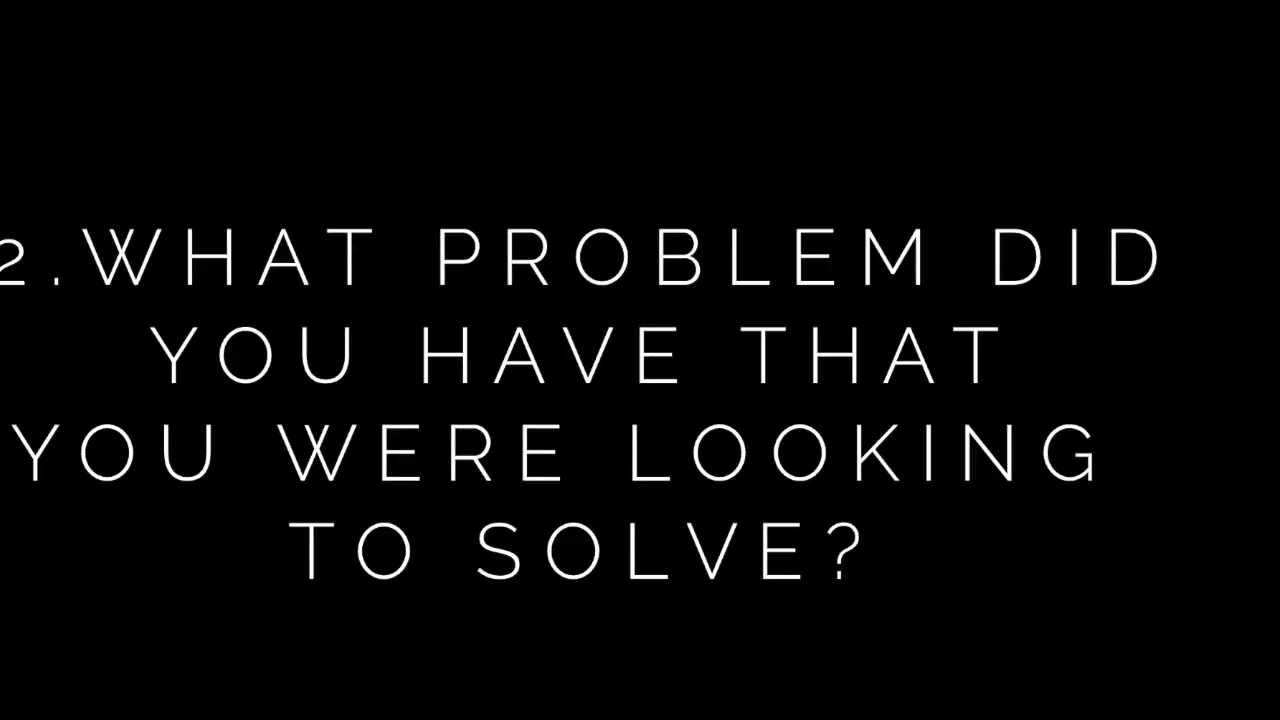 2.WHAT PROBLEM DID
YOU HAVE THAT
YOU WERE LOOKING
TO SOLVE?